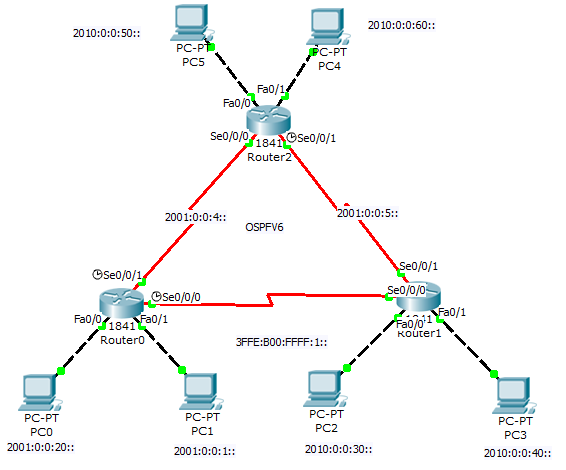 2010:0:0:60::
2010:0:0:50::
PC-PT
PC5
PC-PT
PC4
Fa0/1
Fa0/0
Se0/0/0
1841
Se0/0/1
Router2
2001:0:0:4::
2001:0:0:5::
OSPFV6
Se0/0/1
Se0/0/1
Se0/0/0
Se0/0/0
Fa0/0
1841
Fa0/1
Router0
Fa0/1
1841
Fa0/0
Router1
3FFE:B00:FFFF:1::
PC-PT
PC0
PC-PT
PC1
PC-PT
PC2
PC-PT
PC3
2001:0:0:20::
2001:0:0:1::
2010:0:0:30::
2010:0:0:40::